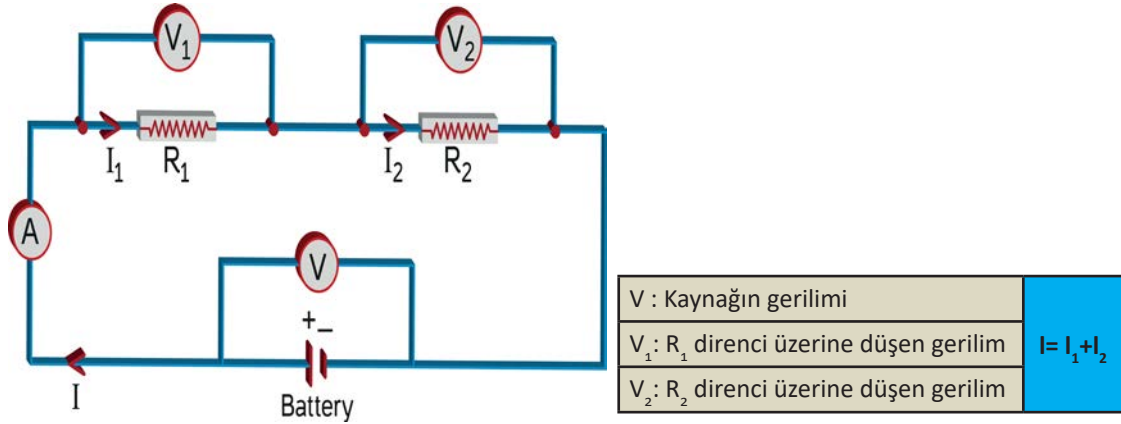 V₁
V₂
I₁
R₁
I₂
R₂
A
V
+ –
I
Battery
V : Kaynağın gerilimi
V₁: R₁ direnci üzerine düşen gerilim
V₂: R₂ direnci üzerine düşen gerilim
I= I₁+I₂